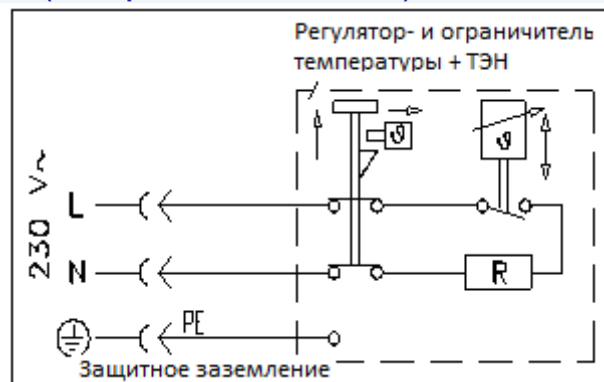 Регулятор- и ограничитель
температуры + ТЭН
ϑ
ϑ
230 V~
L
N
R
PE
Защитное заземление